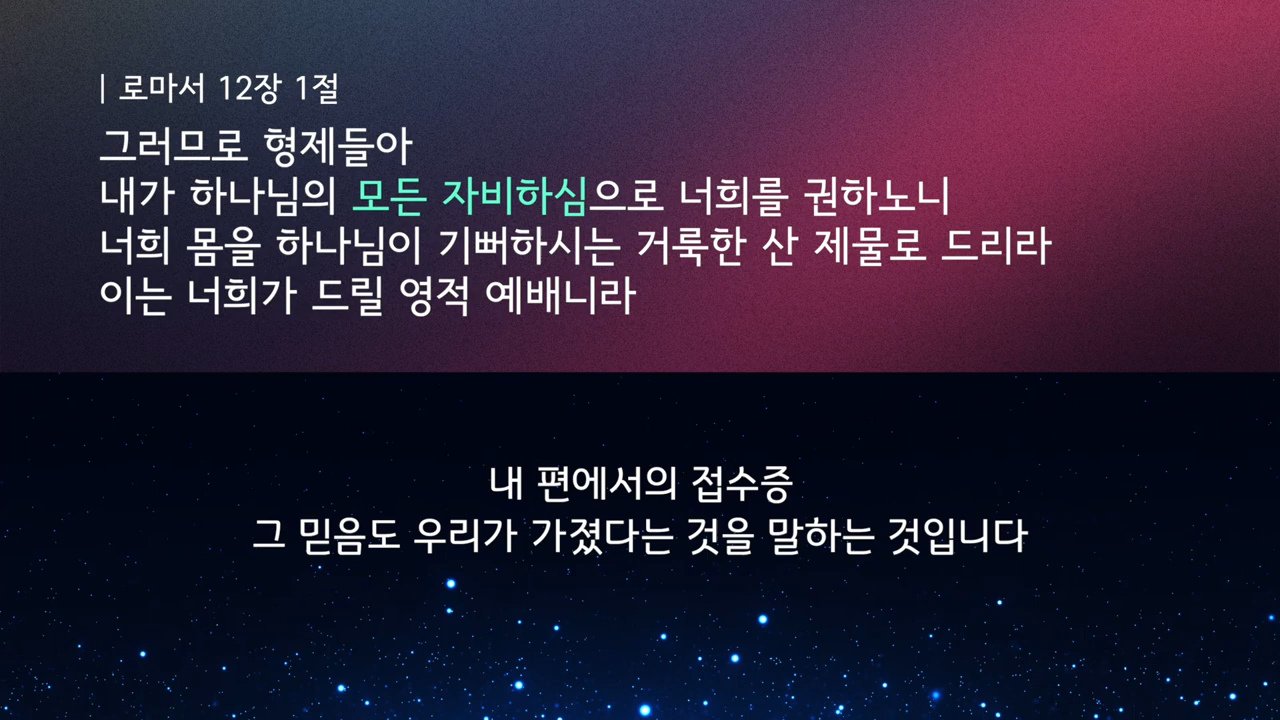 | 로마서 12장 1절
그러므로 형제들아
내가 하나님의 모든 자비하심으로 너희를 권하노니
너희 몸을 하나님이 기뻐하시는 거룩한 산 제물로 드리라
이는 너희가 드릴 영적 예배니라
내 편에서의 접수증
그 믿음도 우리가 가졌다는 것을 말하는 것입니다